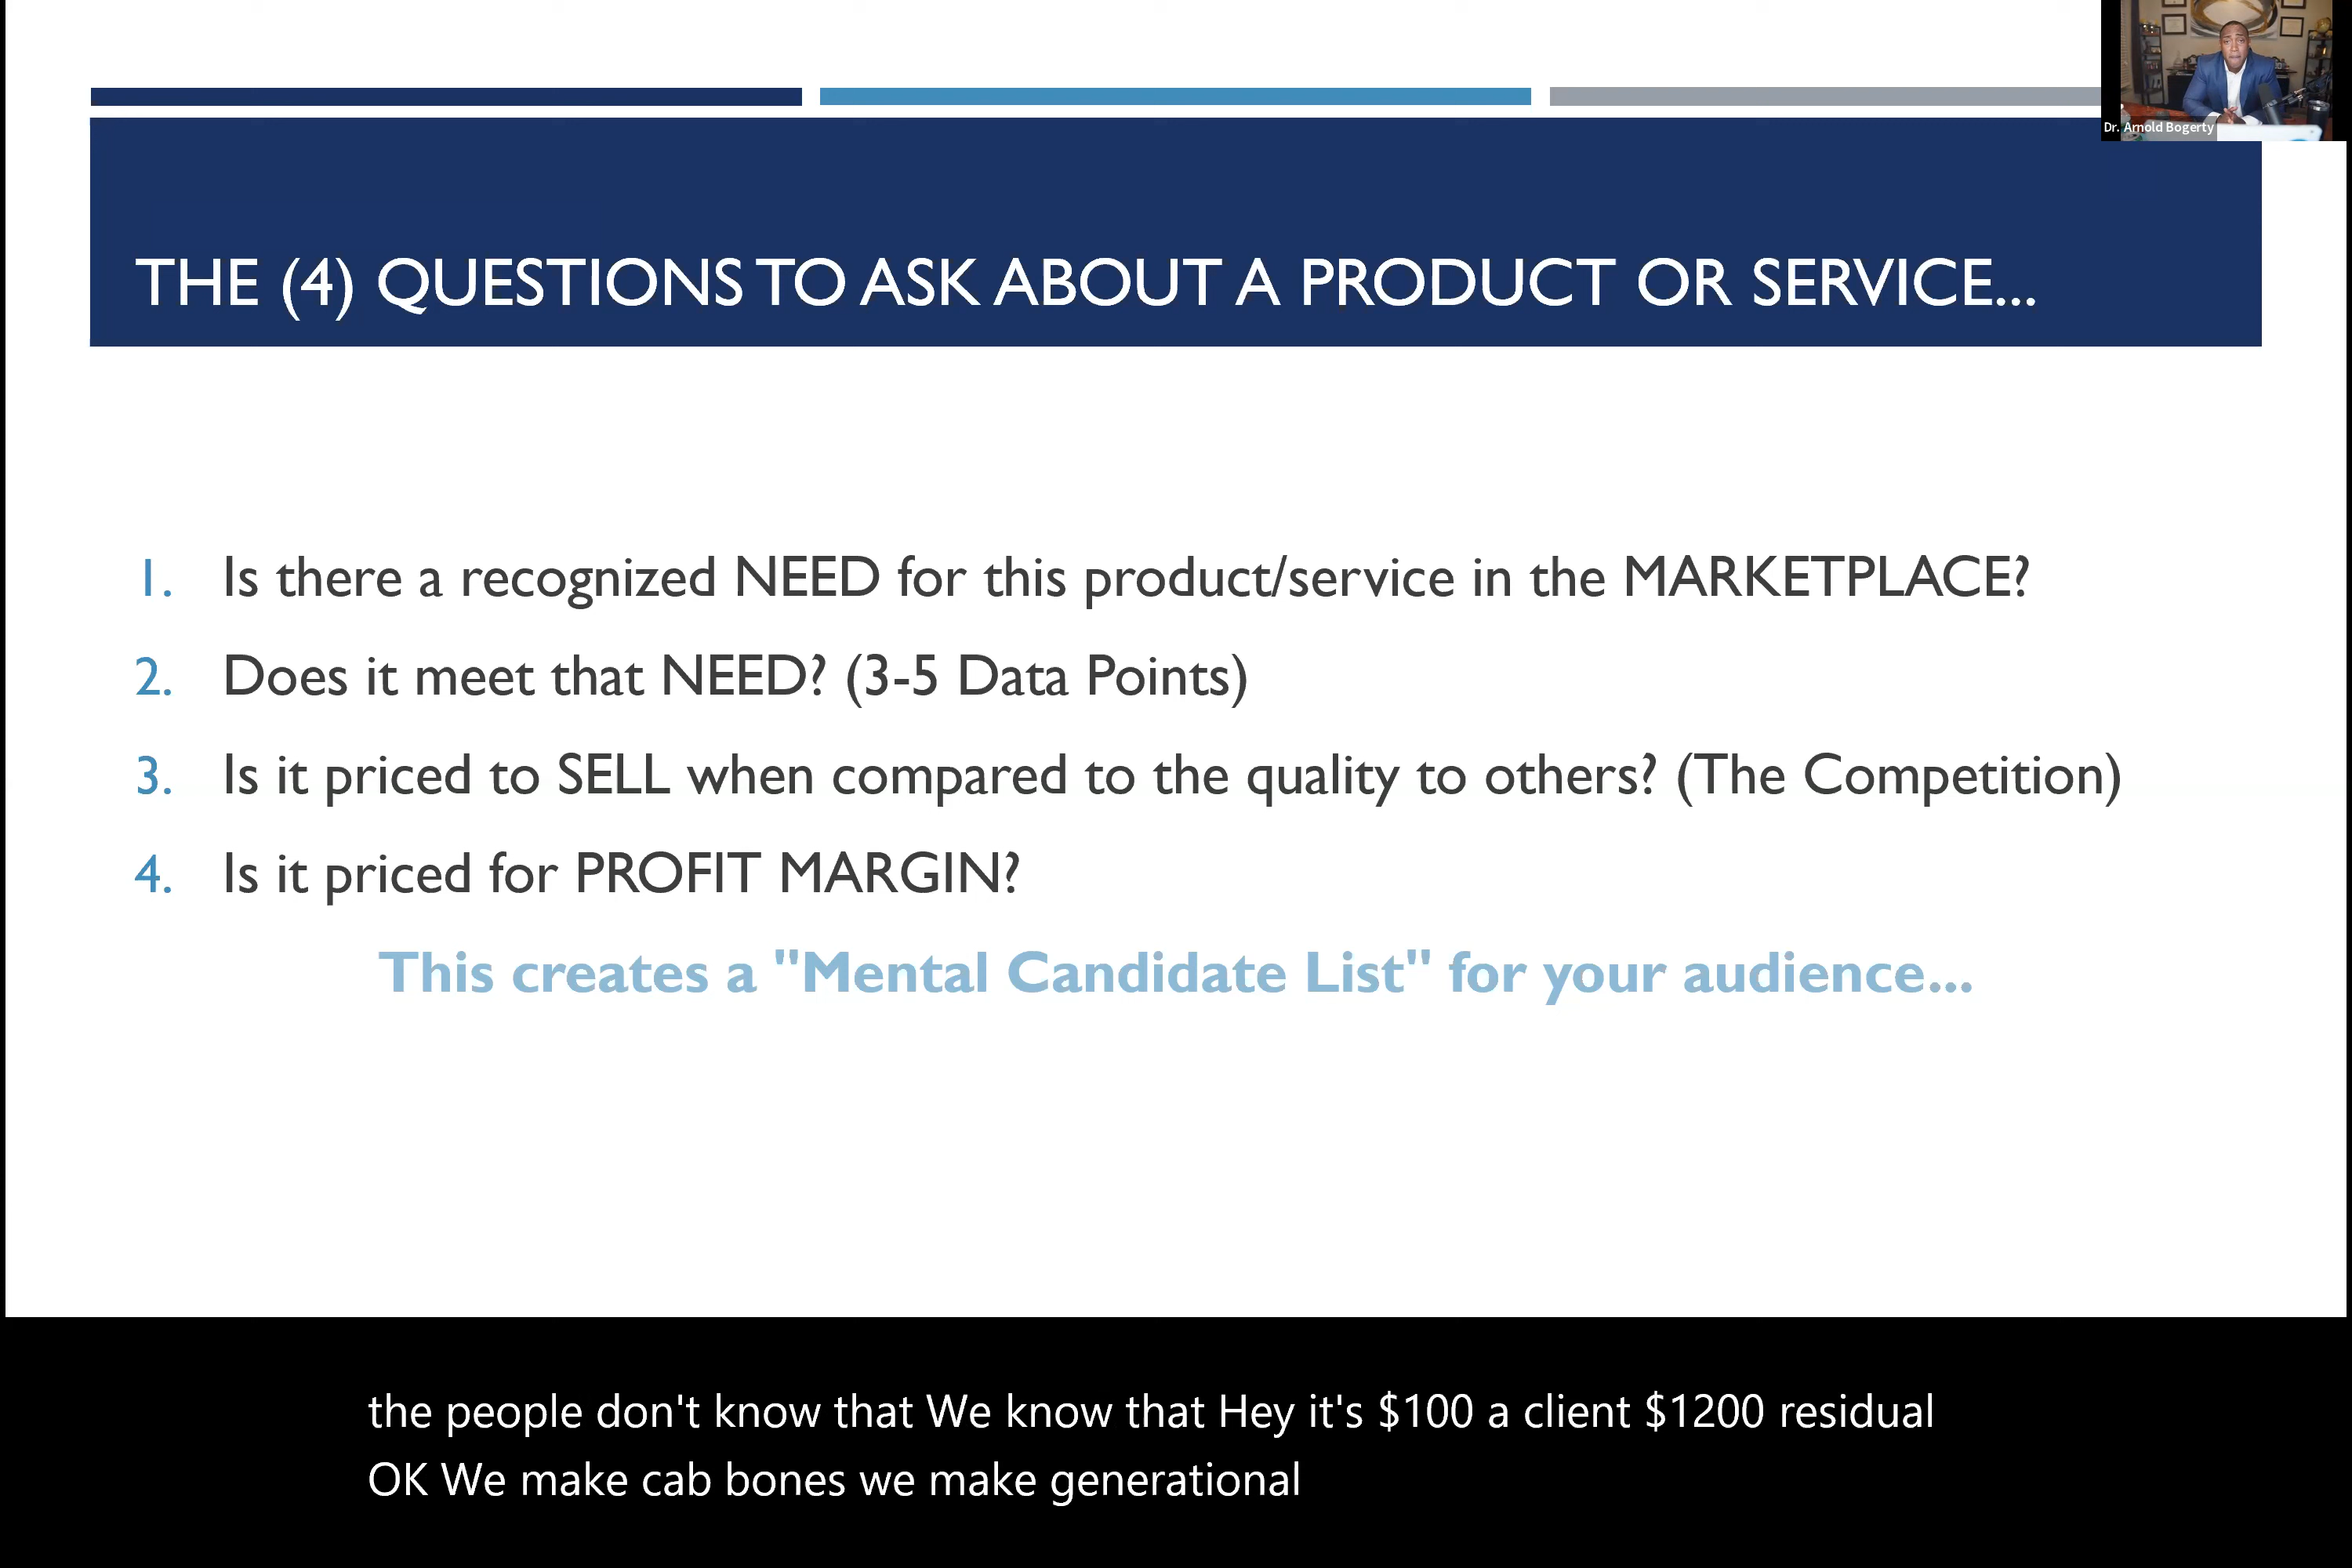 Dr. Arnold Bogerty
THE (4) QUESTIONS TO ASK ABOUT A PRODUCT OR SERVICE...
1. Is there a recognized NEED for this product/service in the MARKETPLACE?
2. Does it meet that NEED? (3-5 Data Points)
3. Is it priced to SELL when compared to the quality to others? (The Competition)
4. Is it priced for PROFIT MARGIN?
This creates a "Mental Candidate List" for your audience...
the people don't know that We know that Hey it's $100 a client $1200 residual
OK We make cab bones we make generational